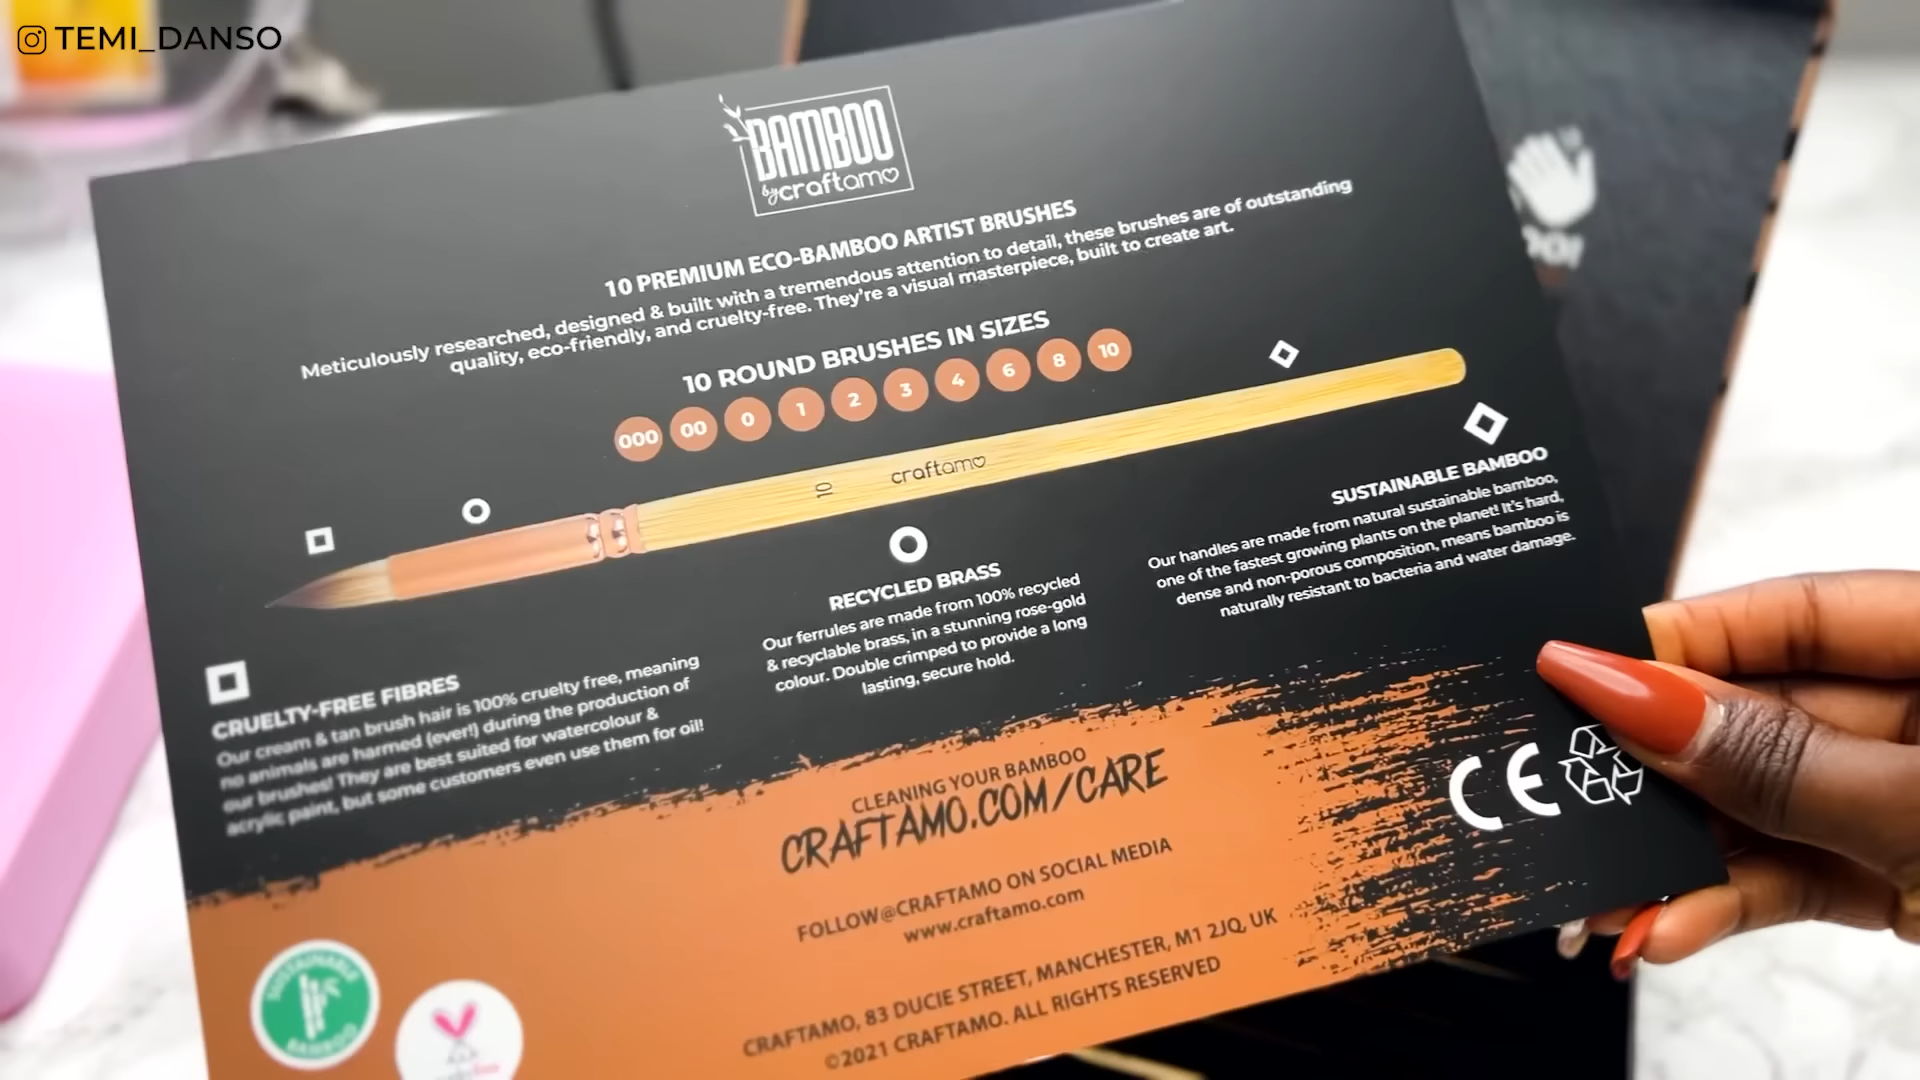 TEMI_DANSO
BAMBOO
by craftamo
10 PREMIUM ECO-BAMBOO ARTIST BRUSHES
Meticulously researched, designed & built with a tremendous attention to detail, these brushes are of outstanding
quality, eco-friendly, and cruelty-free. They're a visual masterpiece, built to create art.
10 ROUND BRUSHES IN SIZES
000 00 0 1 2 3 4 6 8 10
10 craftamo
SUSTAINABLE BAMBOO
Our handles are made from natural sustainable bamboo,
one of the fastest growing plants on the planet! It's hard,
dense and non-porous composition, means bamboo is
naturally resistant to bacteria and water damage.
RECYCLED BRASS
Our ferrules are made from 100% recycled
& recyclable brass, in a stunning rose-gold
colour. Double crimped to provide a long
lasting, secure hold.
CRUELTY-FREE FIBRES
Our cream & tan brush hair is 100% cruelty free, meaning
no animals are harmed (ever!) during the production of
our brushes! They are best suited for watercolour &
acrylic paint, but some customers even use them for oil!
CLEANING YOUR BAMBOO
CRAFTAMO.COM/CARE
FOLLOW@CRAFTAMO ON SOCIAL MEDIA
www.craftamo.com
CRAFTAMO, 83 DUCIE STREET, MANCHESTER, M1 2JQ, UK
©2021 CRAFTAMO. ALL RIGHTS RESERVED
CE
SUSTAINABLE
BAMBOO